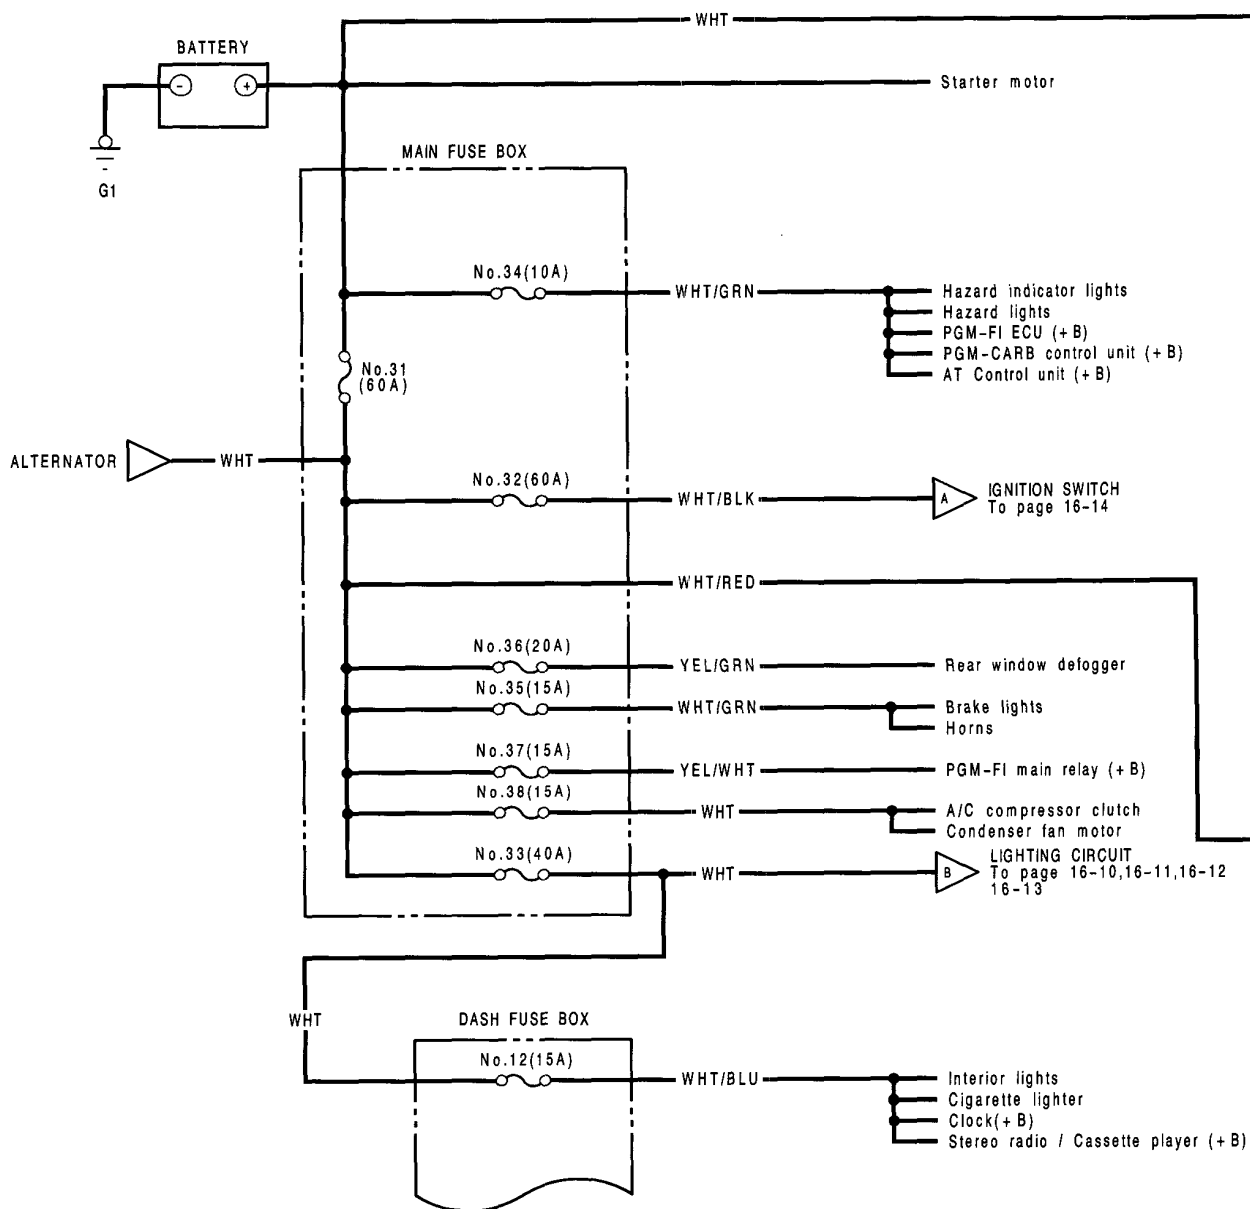 WHT
BATTERY
-
+
Starter motor
G1
MAIN FUSE BOX
No.34(10A)
WHT/GRN
Hazard indicator lights
Hazard lights
PGM-FI ECU (+B)
PGM-CARB control unit (+B)
AT Control unit (+B)
No.31
(60A)
ALTERNATOR
WHT
No.32(60A)
WHT/BLK
A
IGNITION SWITCH
To page 16-14
WHT/RED
No.36(20A)
YEL/GRN
Rear window defogger
No.35(15A)
WHT/GRN
Brake lights
Horns
No.37(15A)
YEL/WHT
PGM-FI main relay (+B)
No.38(15A)
WHT
A/C compressor clutch
Condenser fan motor
No.33(40A)
WHT
B
LIGHTING CIRCUIT
To page 16-10,16-11,16-12
16-13
WHT
DASH FUSE BOX
No.12(15A)
WHT/BLU
Interior lights
Cigarette lighter
Clock(+B)
Stereo radio / Cassette player (+B)